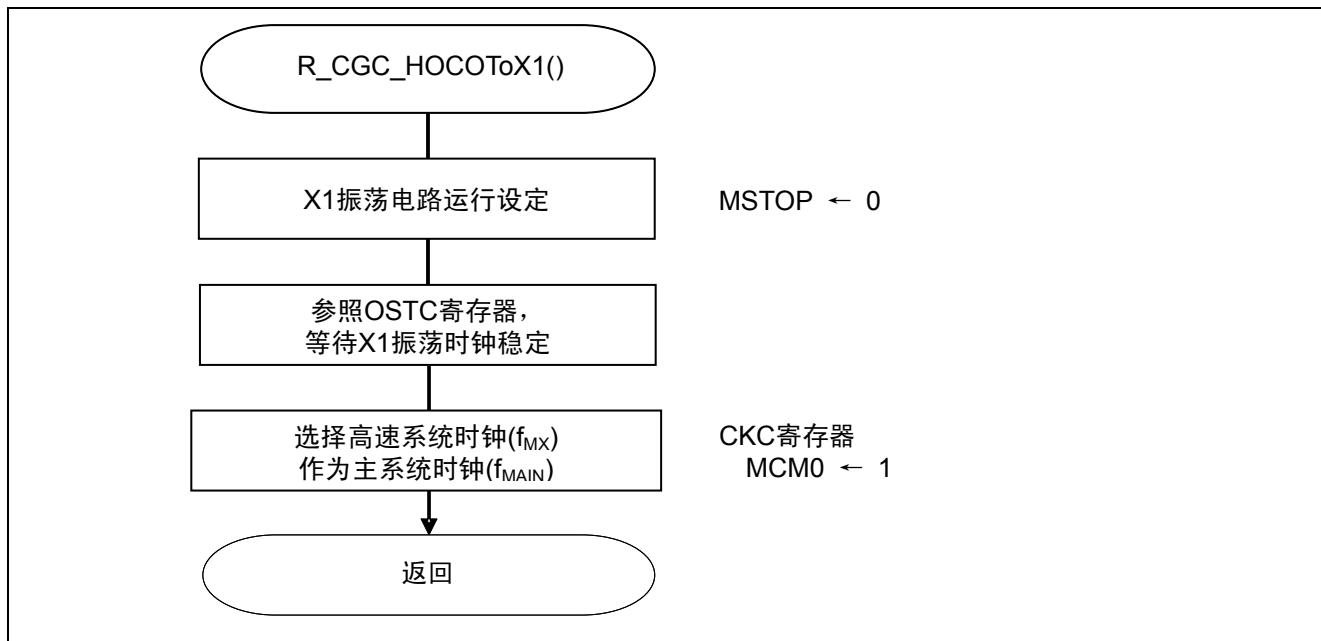 R_CGC_HOCOToX1()
X1振荡电路运行设定
MSTOP ← 0
参照OSTC寄存器，
等待X1振荡时钟稳定
选择高速系统时钟(fMX)
作为主系统时钟(fMAIN)
CKC寄存器
MCM0 ← 1
返回